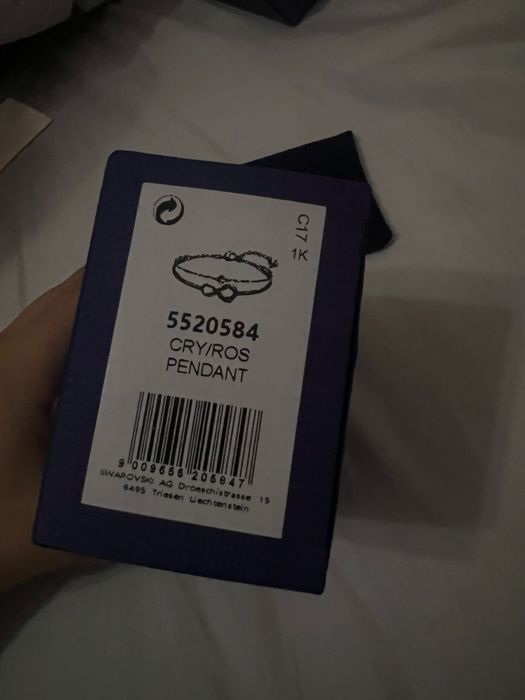 C17
1K
5520584
CRY/ROS
PENDANT
9 009656 206847
SWAROVSKI AG Droeschistrasse 15
9495 Triesen Liechtenstein